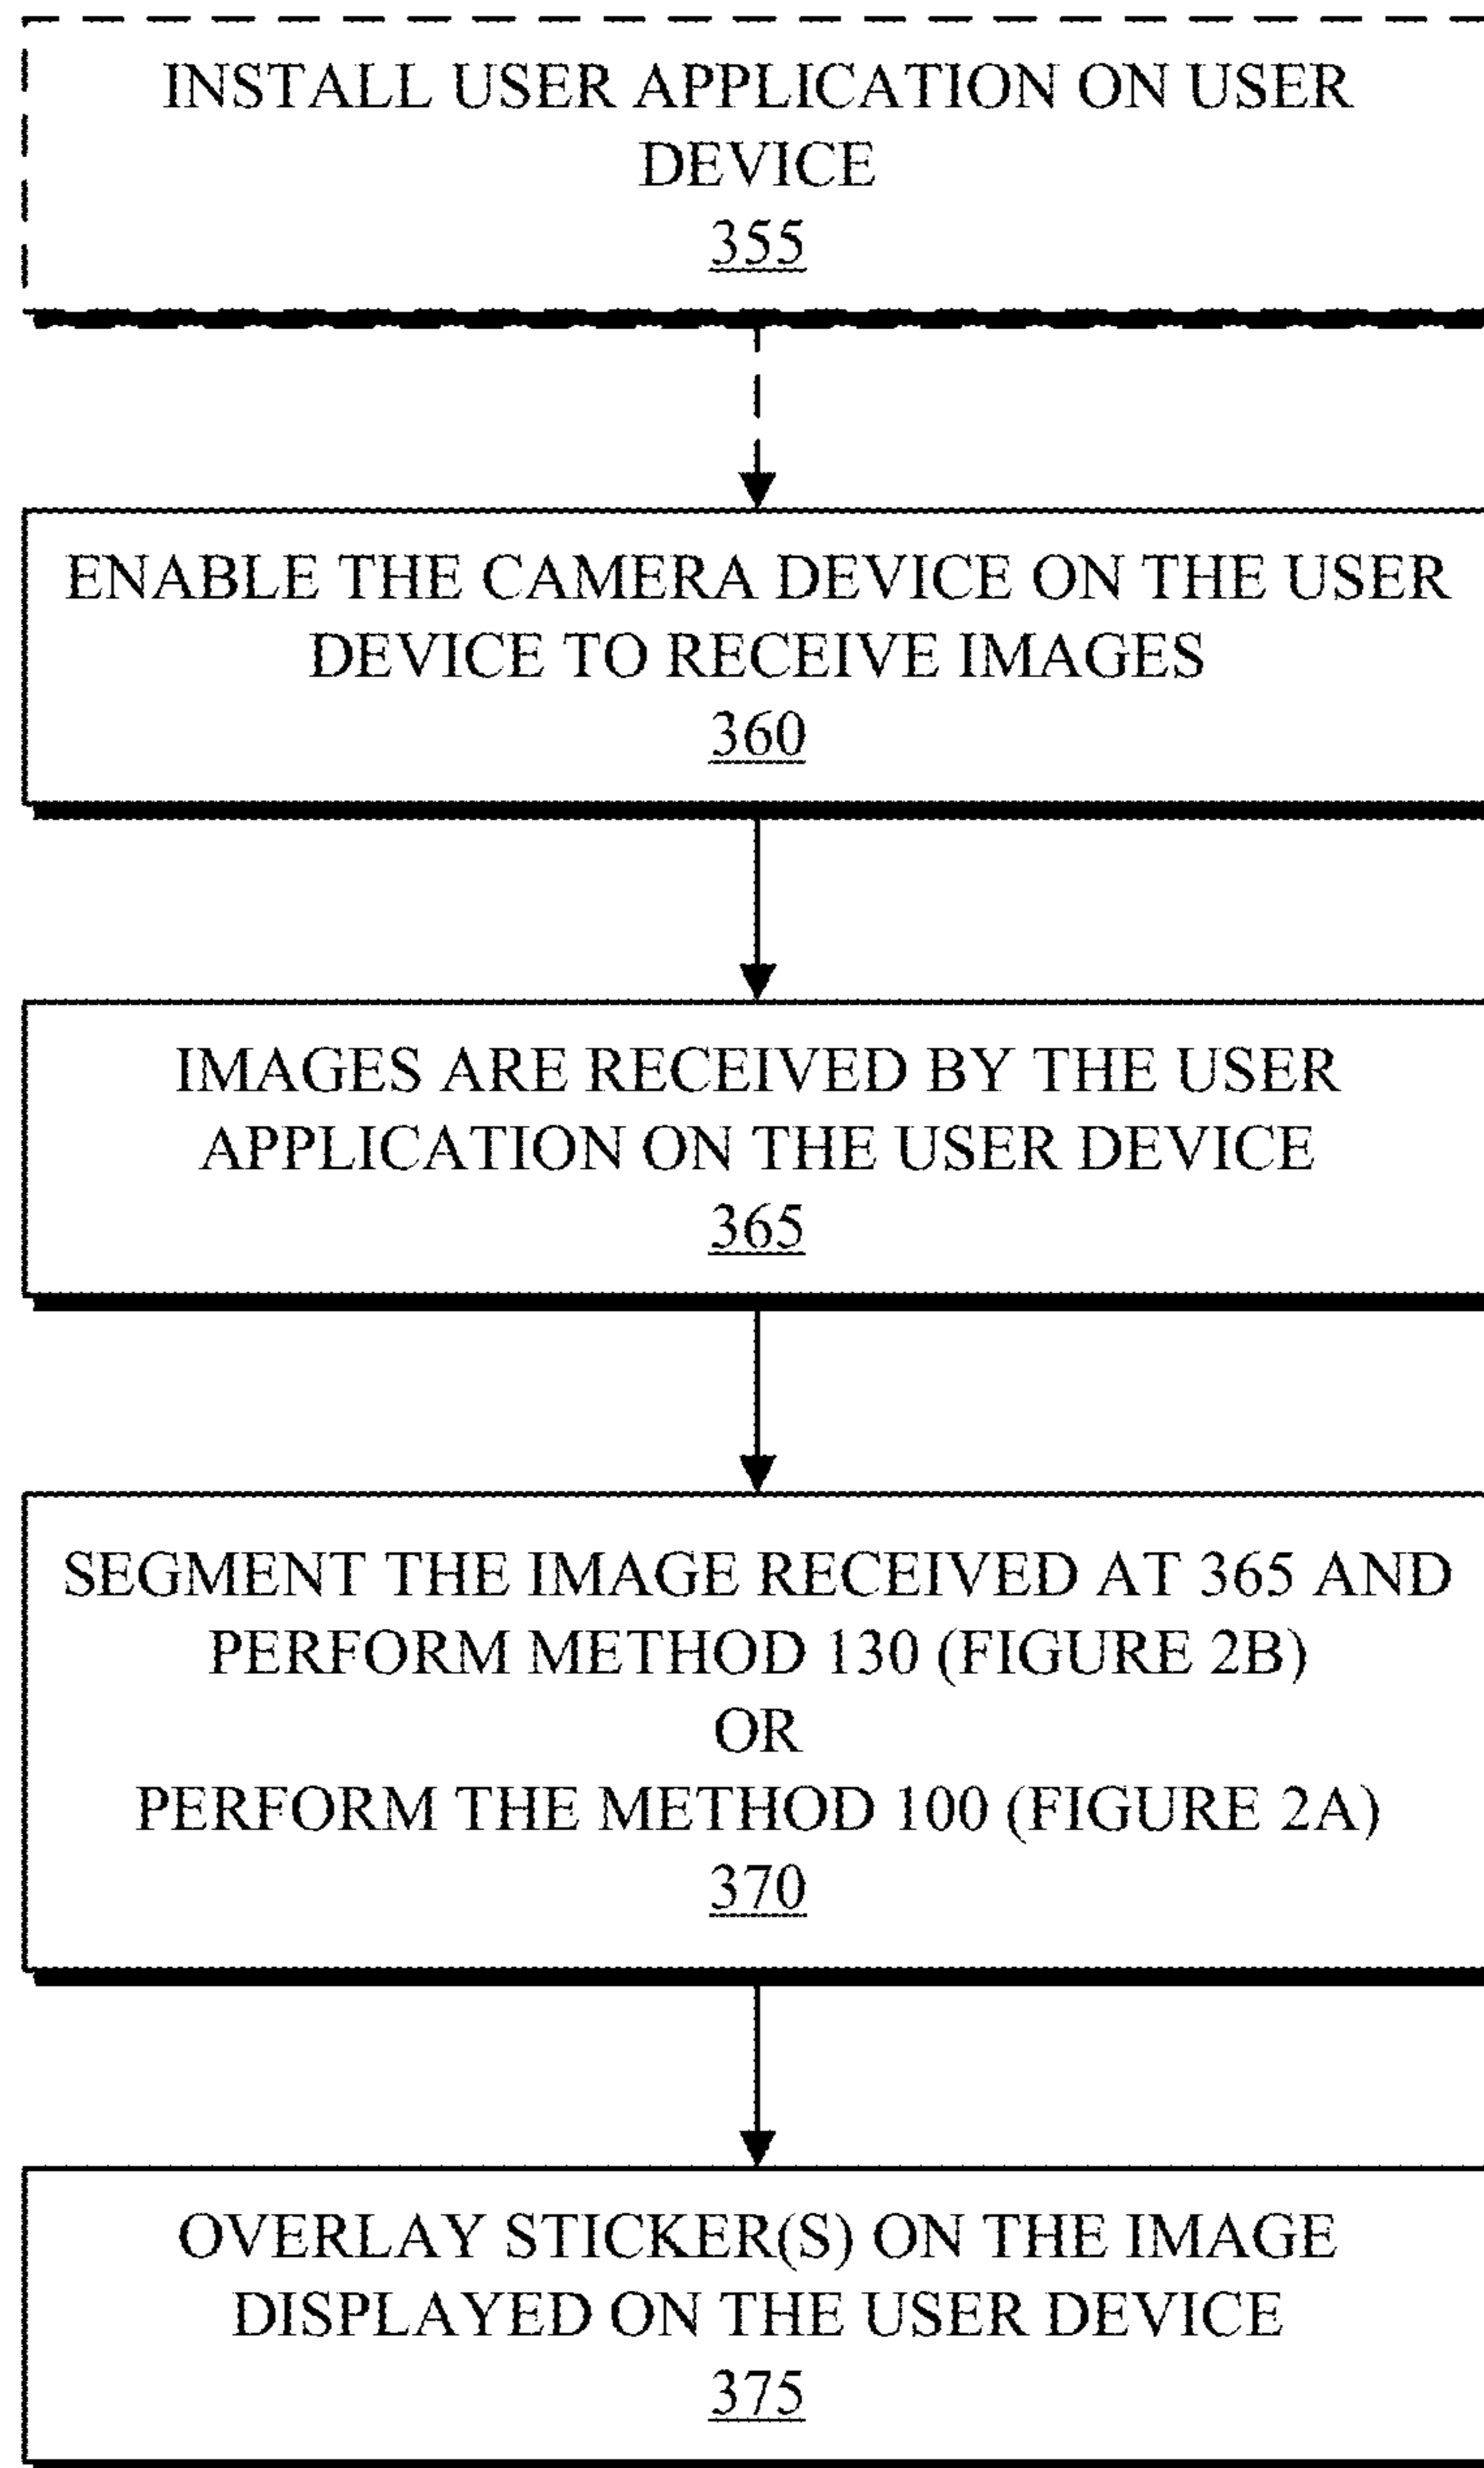 INSTALL USER APPLICATION ON USER
DEVICE
355
ENABLE THE CAMERA DEVICE ON THE USER
DEVICE TO RECEIVE IMAGES
360
IMAGES ARE RECEIVED BY THE USER
APPLICATION ON THE USER DEVICE
365
SEGMENT THE IMAGE RECEIVED AT 365 AND
PERFORM METHOD 130 (FIGURE 2B)
OR
PERFORM THE METHOD 100 (FIGURE 2A)
370
OVERLAY STICKER(S) ON THE IMAGE
DISPLAYED ON THE USER DEVICE
375